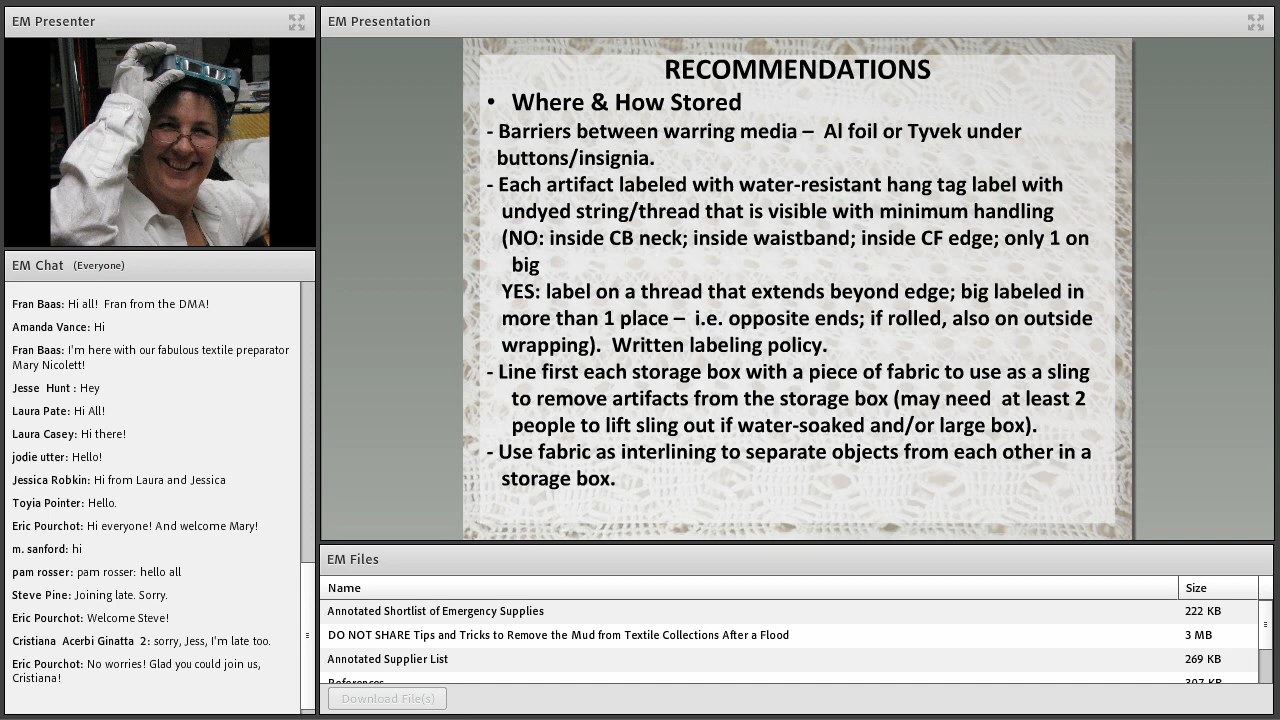 EM Presenter
EM Presentation
RECOMMENDATIONS
• Where & How Stored
- Barriers between warring media – Al foil or Tyvek under
buttons/insignia.
- Each artifact labeled with water-resistant hang tag label with
undyed string/thread that is visible with minimum handling
(NO: inside CB neck; inside waistband; inside CF edge; only 1 on
big
YES: label on a thread that extends beyond edge; big labeled in
more than 1 place – i.e. opposite ends; if rolled, also on outside
wrapping). Written labeling policy.
- Line first each storage box with a piece of fabric to use as a sling
to remove artifacts from the storage box (may need at least 2
people to lift sling out if water-soaked and/or large box).
- Use fabric as interlining to separate objects from each other in a
storage box.
EM Chat (Everyone)
Fran Baas: Hi all! Fran from the DMA!
Amanda Vance: Hi
Fran Baas: I'm here with our fabulous textile preparator
Mary Nicolett!
Jesse Hunt : Hey
Laura Pate: Hi All!
Laura Casey: Hi there!
jodie utter: Hello!
Jessica Robkin: Hi from Laura and Jessica
Toyia Pointer: Hello.
Eric Pourchot: Hi everyone! And welcome Mary!
m. sanford: hi
pam rosser: pam rosser: hello all
Steve Pine: Joining late. Sorry.
Eric Pourchot: Welcome Steve!
Cristiana Acerbi Ginatta 2: sorry, Jess, I'm late too.
Eric Pourchot: No worries! Glad you could join us,
Cristiana!
EM Files
Name Size
Annotated Shortlist of Emergency Supplies 222 KB
DO NOT SHARE Tips and Tricks to Remove the Mud from Textile Collections After a Flood 3 MB
Annotated Supplier List 269 KB
References 307 KB
Download File(s)